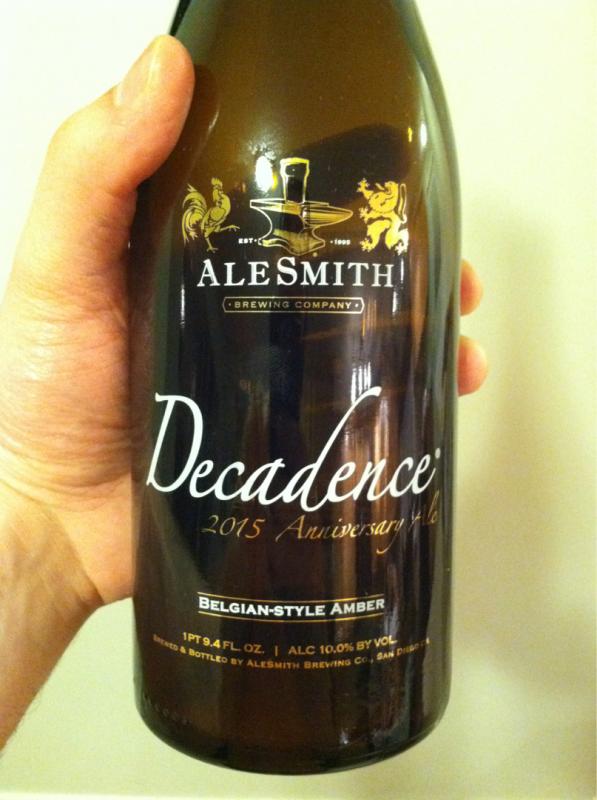 EST. 1995
ALESMITH
BREWING COMPANY
Decadence
2015 Anniversary Ale
BELGIAN-STYLE AMBER
1PT 9.4 FL. OZ. | ALC 10.0% BY VOL.
BREWED & BOTTLED BY ALESMITH BREWING CO., SAN DIEGO CA